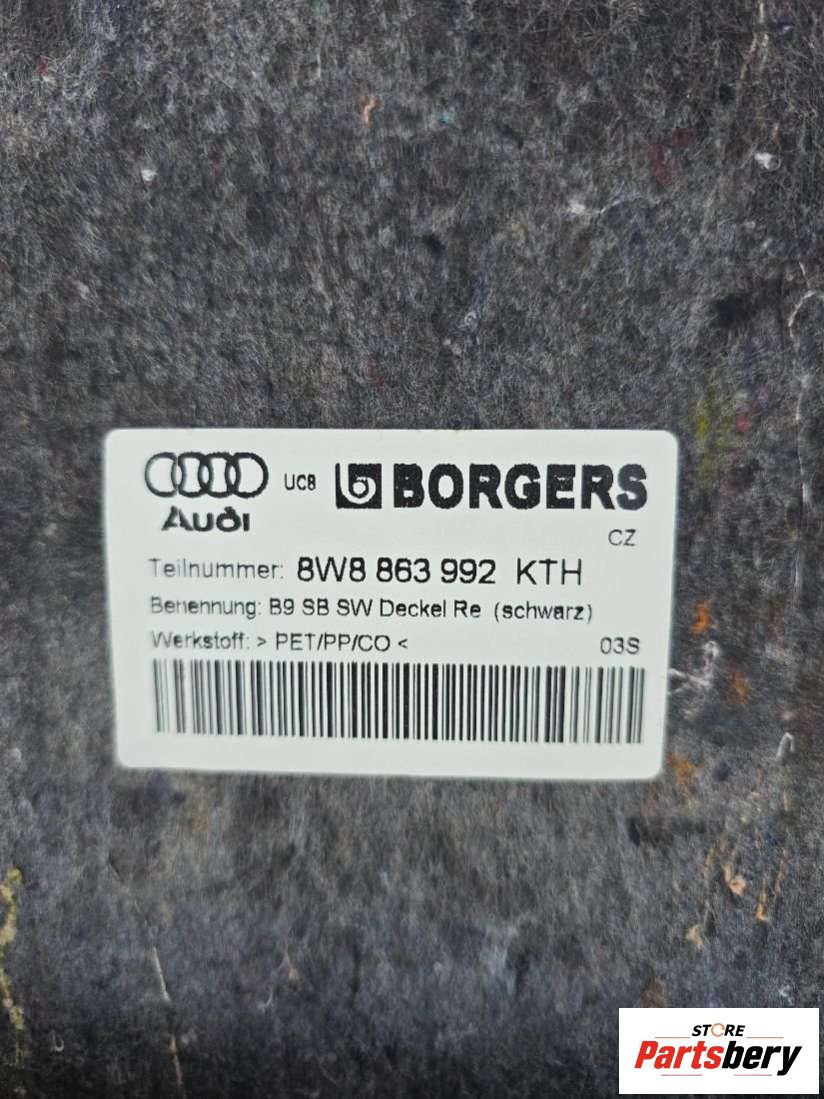 Audi
UC8
BORGERS
CZ
Teilnummer: 8W8 863 992 KTH
Benennung: B9 SB SW Deckel Re (schwarz)
Werkstoff: > PET/PP/CO <
03S
STORE
Partsbery